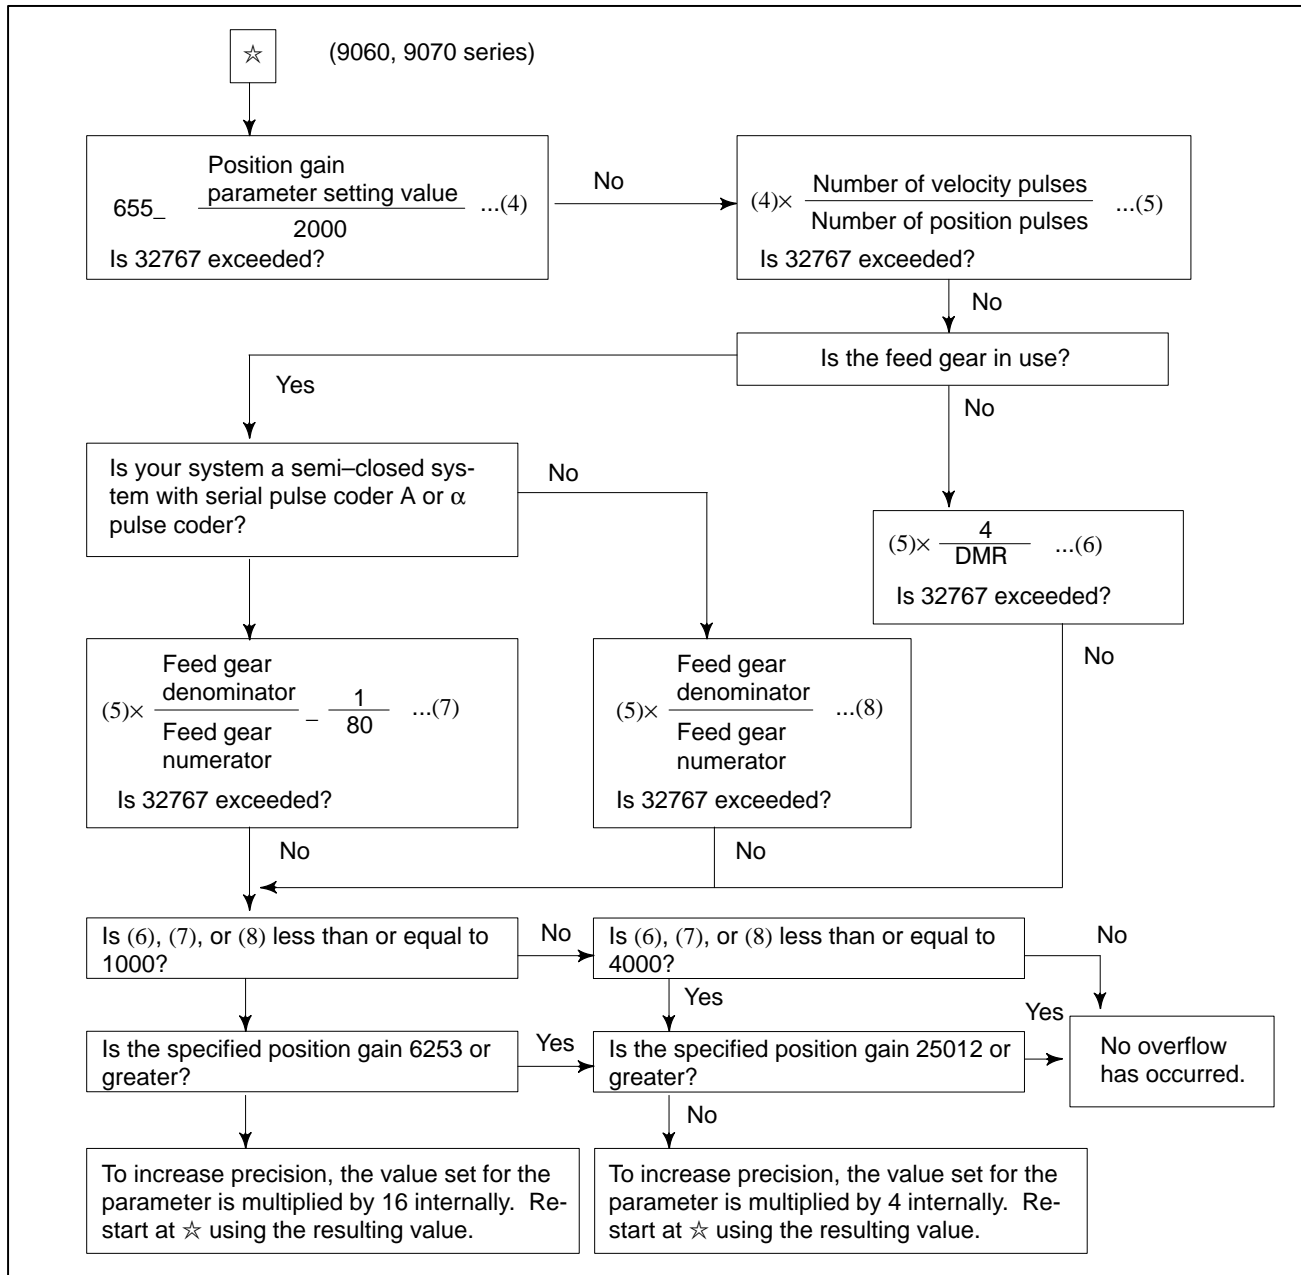 ☆ (9060, 9070 series)
Position gain
parameter setting value
655_ ...(4)
2000
Is 32767 exceeded?
No
Number of velocity pulses
(4)× ...(5)
Number of position pulses
Is 32767 exceeded?
No
Is the feed gear in use?
Yes
No
Is your system a semi–closed sys-
tem with serial pulse coder A or α
pulse coder?
No
4
(5)× ...(6)
DMR
Is 32767 exceeded?
No
Feed gear
denominator
(5)× _ 1 ...(7)
80
Feed gear
numerator
Is 32767 exceeded?
No
Feed gear
denominator
(5)× ...(8)
Feed gear
numerator
Is 32767 exceeded?
No
Is (6), (7), or (8) less than or equal to
1000?
No
Is (6), (7), or (8) less than or equal to
4000?
No
Yes
Is the specified position gain 6253 or
greater?
Yes
Is the specified position gain 25012 or
greater?
Yes
No overflow
has occurred.
No
To increase precision, the value set for the
parameter is multiplied by 16 internally. Re-
start at ☆ using the resulting value.
To increase precision, the value set for the
parameter is multiplied by 4 internally. Re-
start at ☆ using the resulting value.